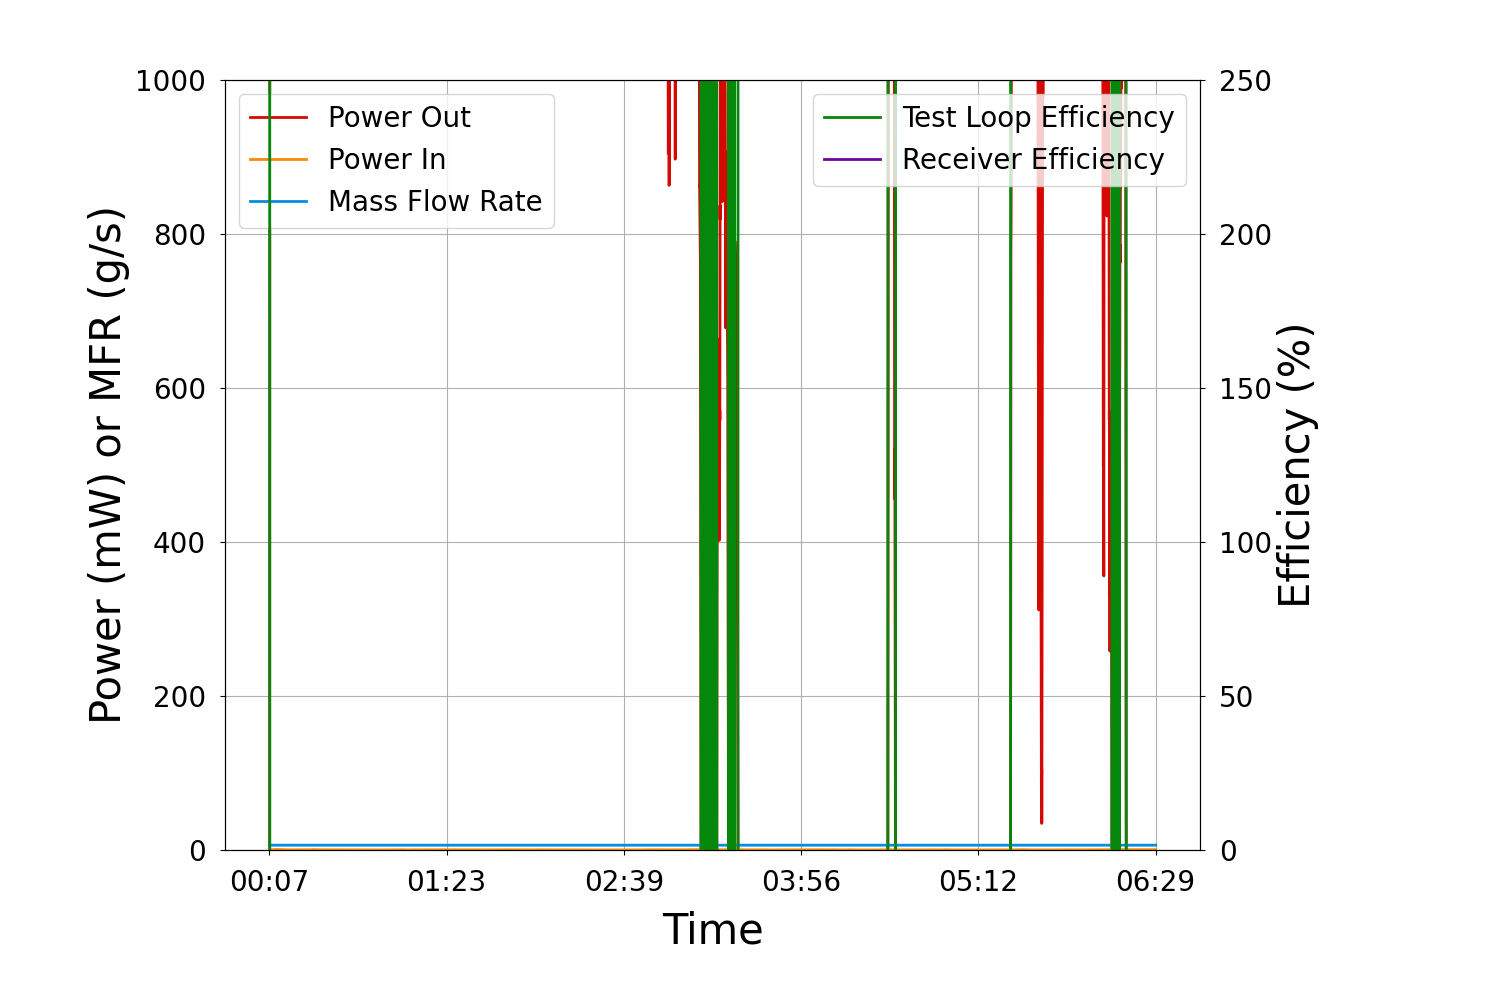 1000
800
600
400
200
0
Power (mW) or MFR (g/s)
Power Out
Power In
Mass Flow Rate
Test Loop Efficiency
Receiver Efficiency
250
200
150
100
50
0
Efficiency (%)
00:07 01:23 02:39 03:56 05:12 06:29
Time